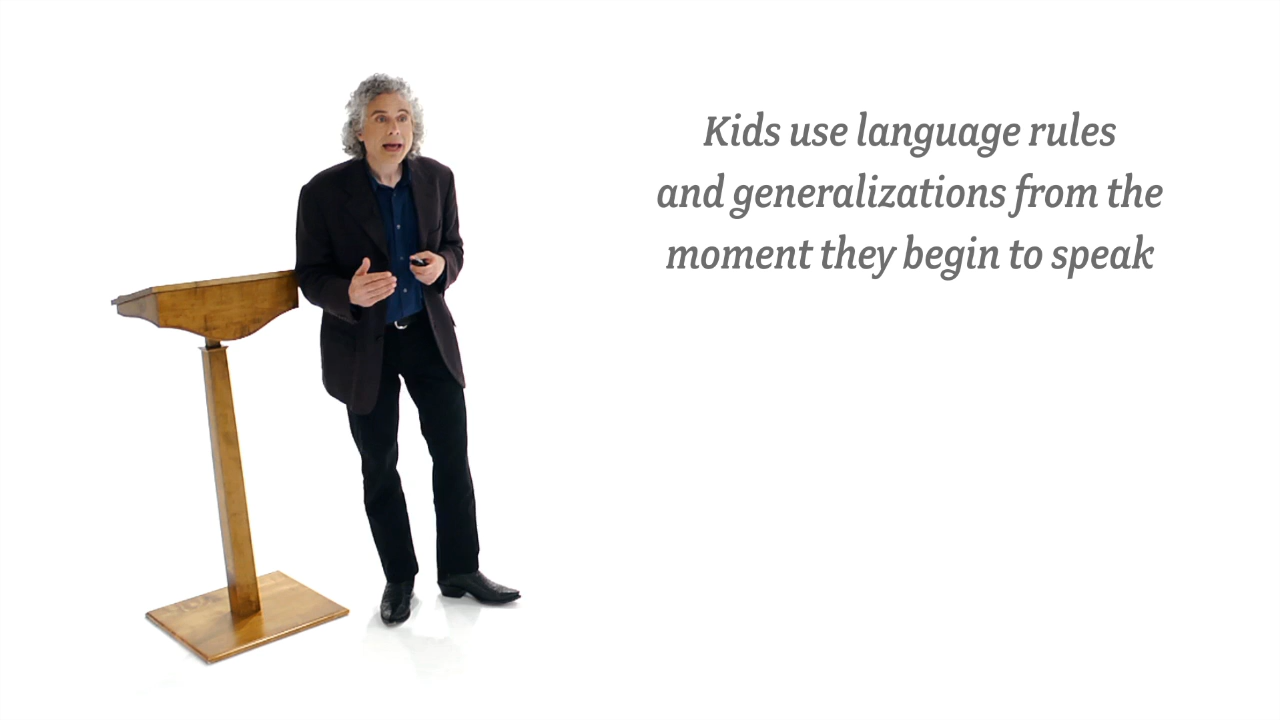 Kids use language rules
and generalizations from the
moment they begin to speak